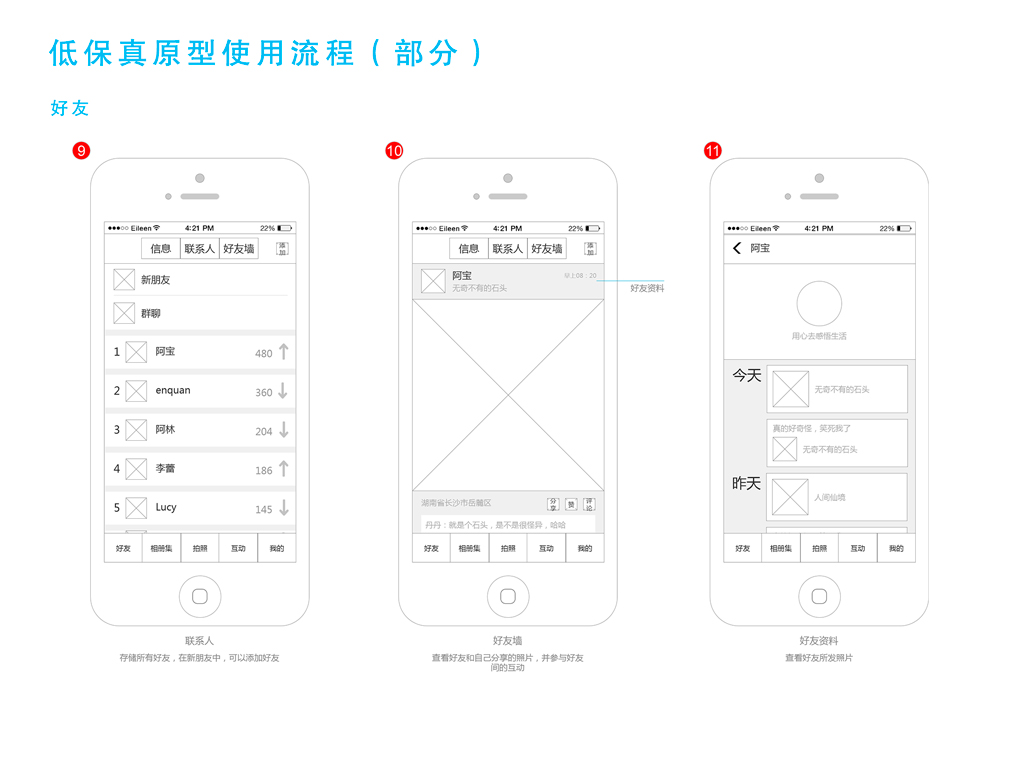 低保真原型使用流程（部分）
好友
9
Eileen 4:21 PM 22%
信息 联系人 好友墙 添加
新朋友
群聊
1 阿宝 480
2 enquan 360
3 阿林 204
4 李蕾 186
5 Lucy 145
好友 相册集 拍照 互动 我的
联系人
存储所有好友，在新朋友中，可以添加好友
10
Eileen 4:21 PM 22%
信息 联系人 好友墙 添加
阿宝 早上08：20
无奇不有的石头
好友资料
湖南省长沙市岳麓区 分享 赞 评论
丹丹：就是个石头，是不是很怪异，哈哈
好友 相册集 拍照 互动 我的
好友墙
查看好友和自己分享的照片，并参与好友
间的互动
11
Eileen 4:21 PM 22%
阿宝
用心去感悟生活
今天 无奇不有的石头
真的好奇怪，笑死我了
无奇不有的石头
昨天 人间仙境
好友 相册集 拍照 互动 我的
好友资料
查看好友所发照片